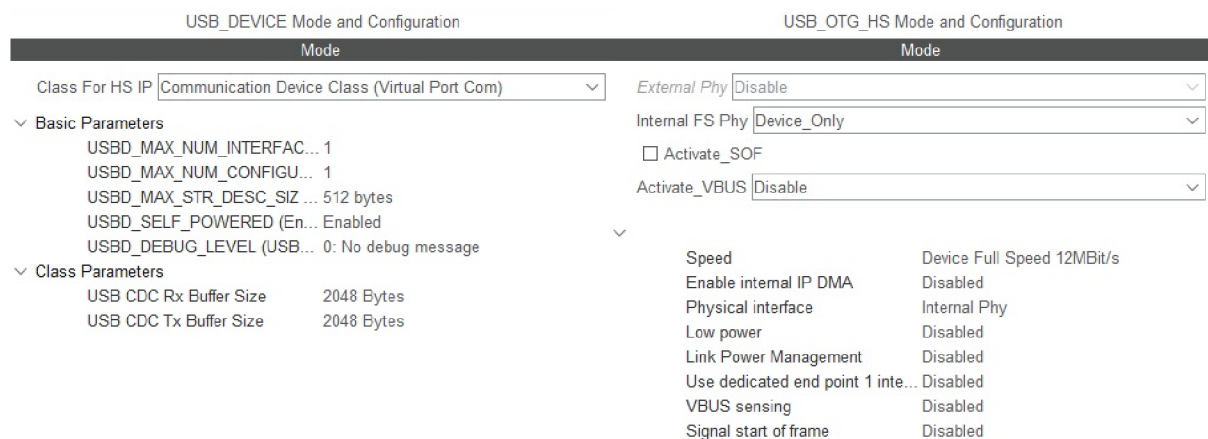 USB_DEVICE Mode and Configuration
Mode
Class For HS IP Communication Device Class (Virtual Port Com)
Basic Parameters
USBD_MAX_NUM_INTERFAC... 1
USBD_MAX_NUM_CONFIGU... 1
USBD_MAX_STR_DESC_SIZ ... 512 bytes
USBD_SELF_POWERED (En... Enabled
USBD_DEBUG_LEVEL (USB... 0: No debug message
Class Parameters
USB CDC Rx Buffer Size 2048 Bytes
USB CDC Tx Buffer Size 2048 Bytes
USB_OTG_HS Mode and Configuration
Mode
External Phy Disable
Internal FS Phy Device_Only
Activate_SOF
Activate_VBUS Disable
Speed Device Full Speed 12MBit/s
Enable internal IP DMA Disabled
Physical interface Internal Phy
Low power Disabled
Link Power Management Disabled
Use dedicated end point 1 inte... Disabled
VBUS sensing Disabled
Signal start of frame Disabled